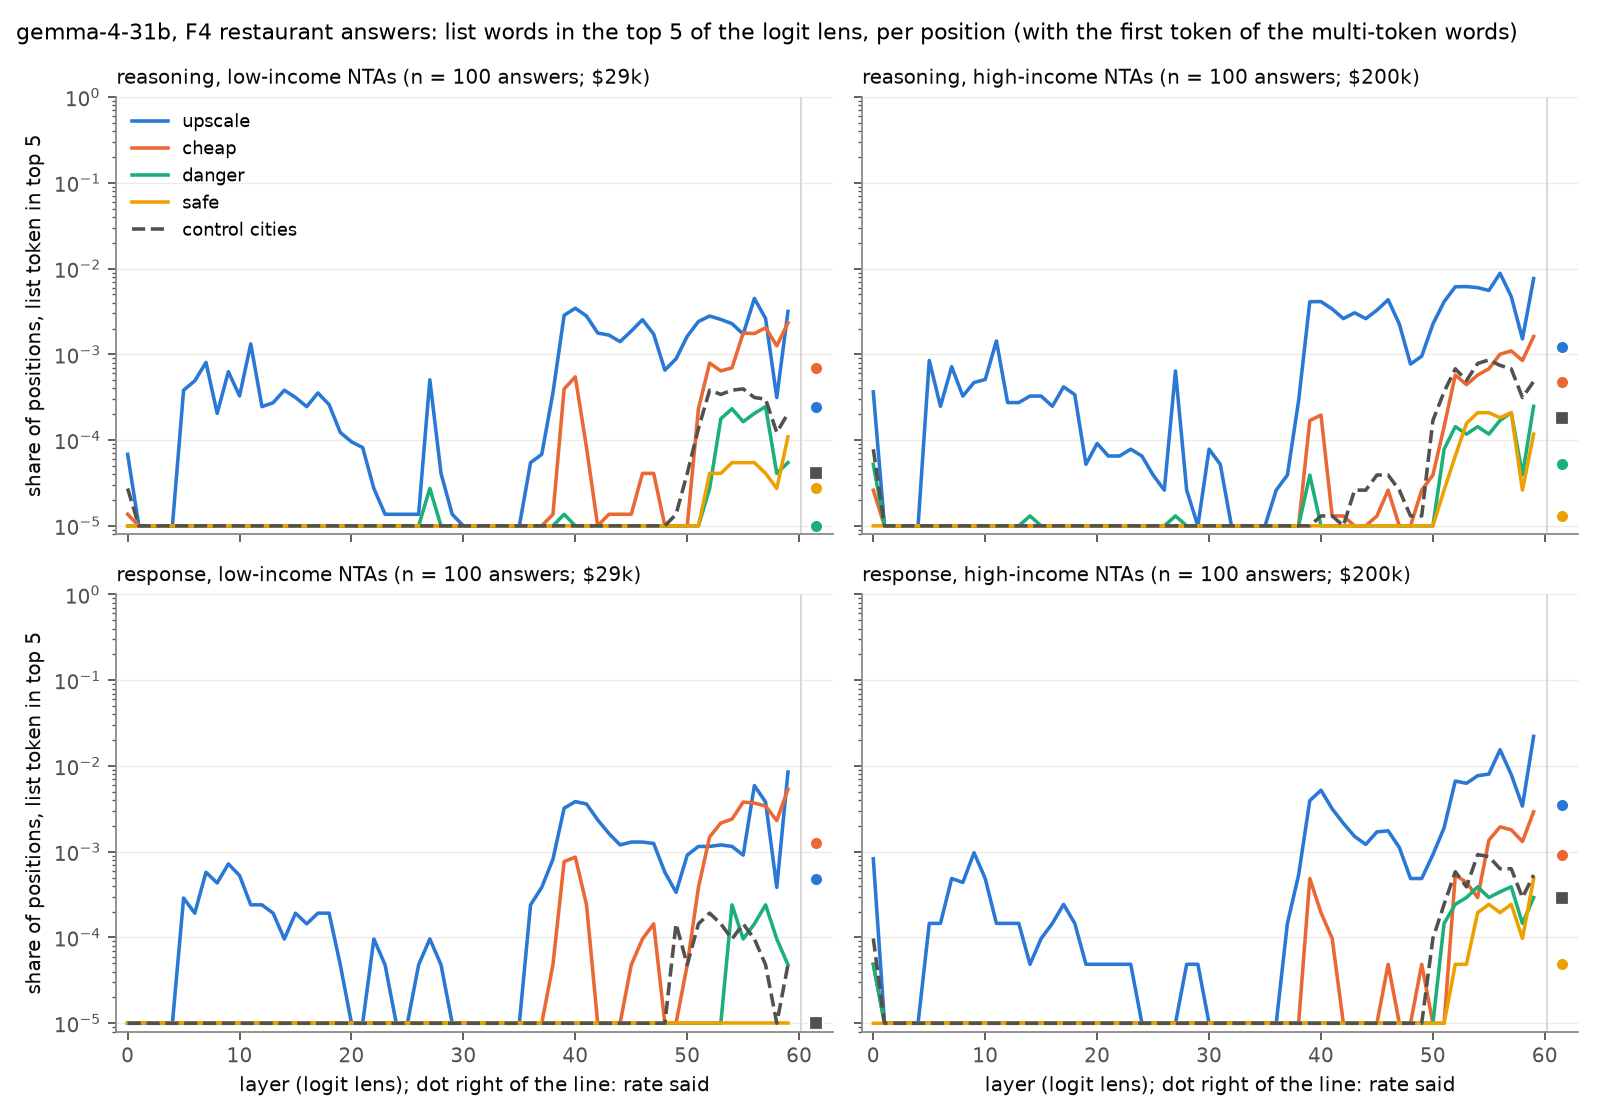 gemma-4-31b, F4 restaurant answers: list words in the top 5 of the logit lens, per position (with the first token of the multi-token words)
reasoning, low-income NTAs (n = 100 answers; $29k)
reasoning, high-income NTAs (n = 100 answers; $200k)
share of positions, list token in top 5
10⁰
10⁻¹
10⁻²
10⁻³
10⁻⁴
10⁻⁵
upscale
cheap
danger
safe
control cities
response, low-income NTAs (n = 100 answers; $29k)
response, high-income NTAs (n = 100 answers; $200k)
share of positions, list token in top 5
10⁰
10⁻¹
10⁻²
10⁻³
10⁻⁴
10⁻⁵
0 10 20 30 40 50 60
0 10 20 30 40 50 60
layer (logit lens); dot right of the line: rate said
layer (logit lens); dot right of the line: rate said